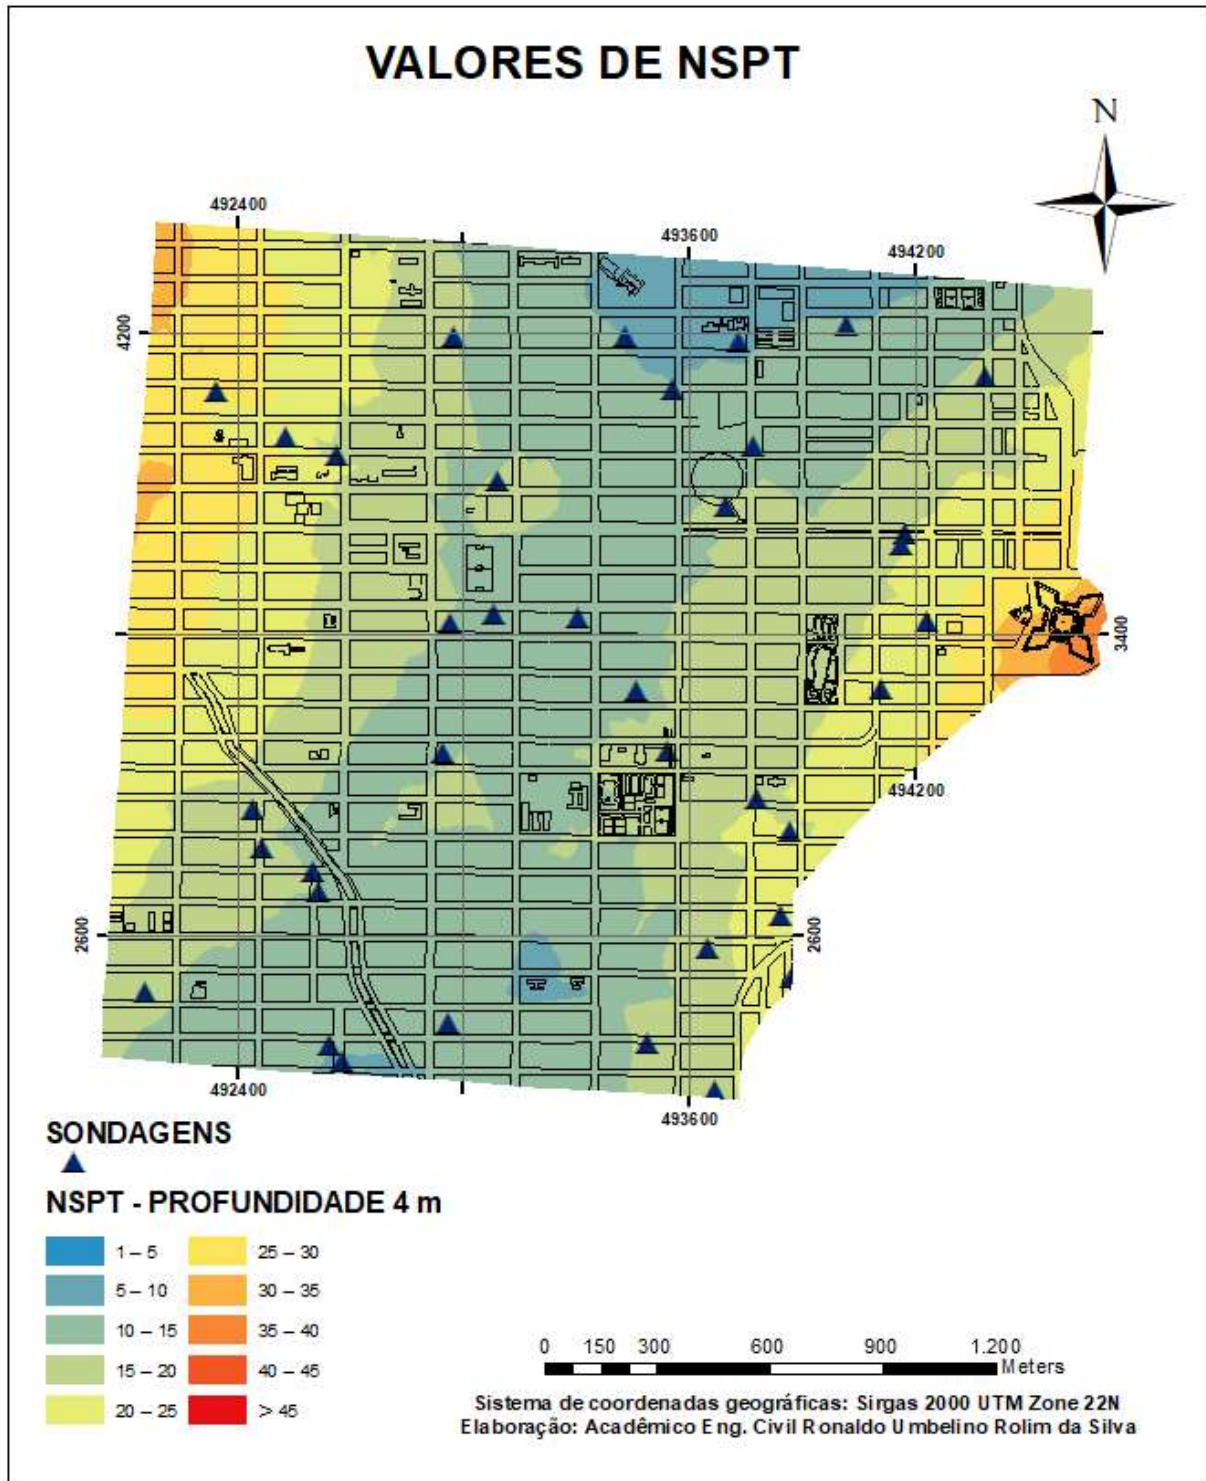 VALORES DE NSPT
N
492400
493600
494200
4200
3400
494200
2600
2600
492400
493600
SONDAGENS
NSPT - PROFUNDIDADE 4 m
1 – 5
25 – 30
5 – 10
30 – 35
10 – 15
35 – 40
15 – 20
40 – 45
20 – 25
> 45
0 150 300 600 900 1.200
Meters
Sistema de coordenadas geográficas: Sirgas 2000 UTM Zone 22N
Elaboração: Acadêmico Eng. Civil Ronaldo Umbelino Rolim da Silva